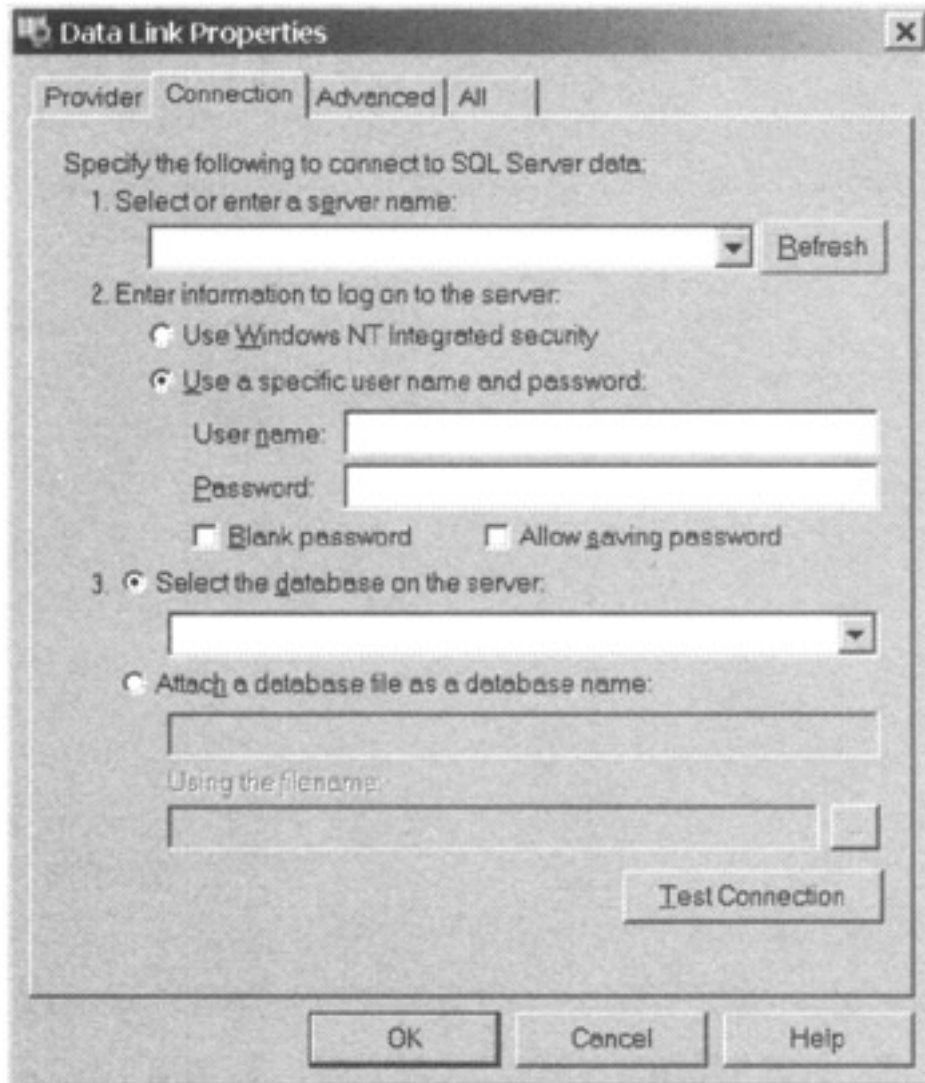 Data Link Properties
Provider Connection Advanced All
Specify the following to connect to SQL Server data:
1. Select or enter a server name:
Refresh
2. Enter information to log on to the server:
Use Windows NT Integrated security
Use a specific user name and password:
User name:
Password:
Blank password Allow saving password
3. Select the database on the server:
Attach a database file as a database name:
Using the filename:
...
Test Connection
OK Cancel Help